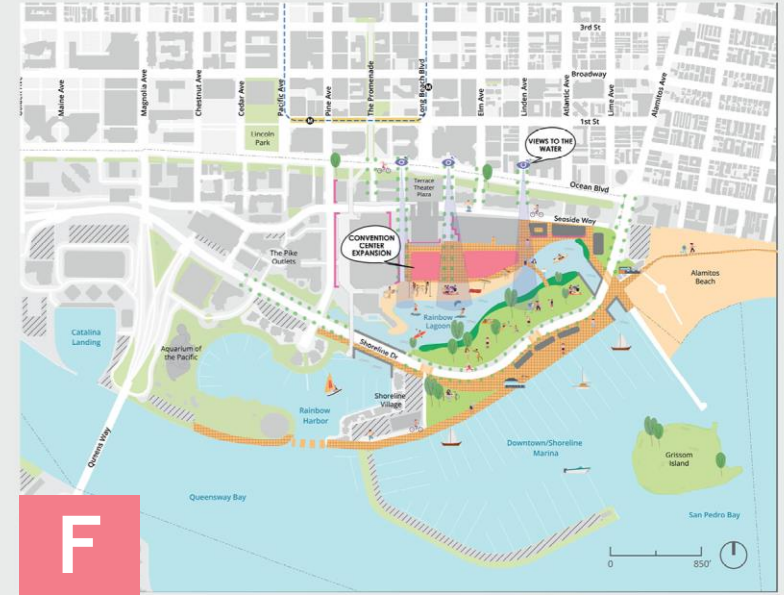 3rd St
Broadway
Maine Ave
Magnolia Ave
Chestnut Ave
Cedar Ave
Pacific Ave
Pine Ave
The Promenade
Long Beach Blvd
Elm Ave
Linden Ave
Atlantic Ave
Lime Ave
Alamitos Ave
M
M
1st St
Lincoln
Park
VIEWS TO THE
WATER
Terrace
Theater
Plaza
Ocean Blvd
Seaside Way
CONVENTION
CENTER
EXPANSION
The Pike
Outlets
Alamitos
Beach
Rainbow
Lagoon
Catalina
Landing
Aquarium of
the Pacific
Shoreline Dr
Shoreline
Village
Rainbow
Harbor
Downtown/Shoreline
Marina
Queens Way
Grissom
Island
Queensway Bay
San Pedro Bay
F
0
850'